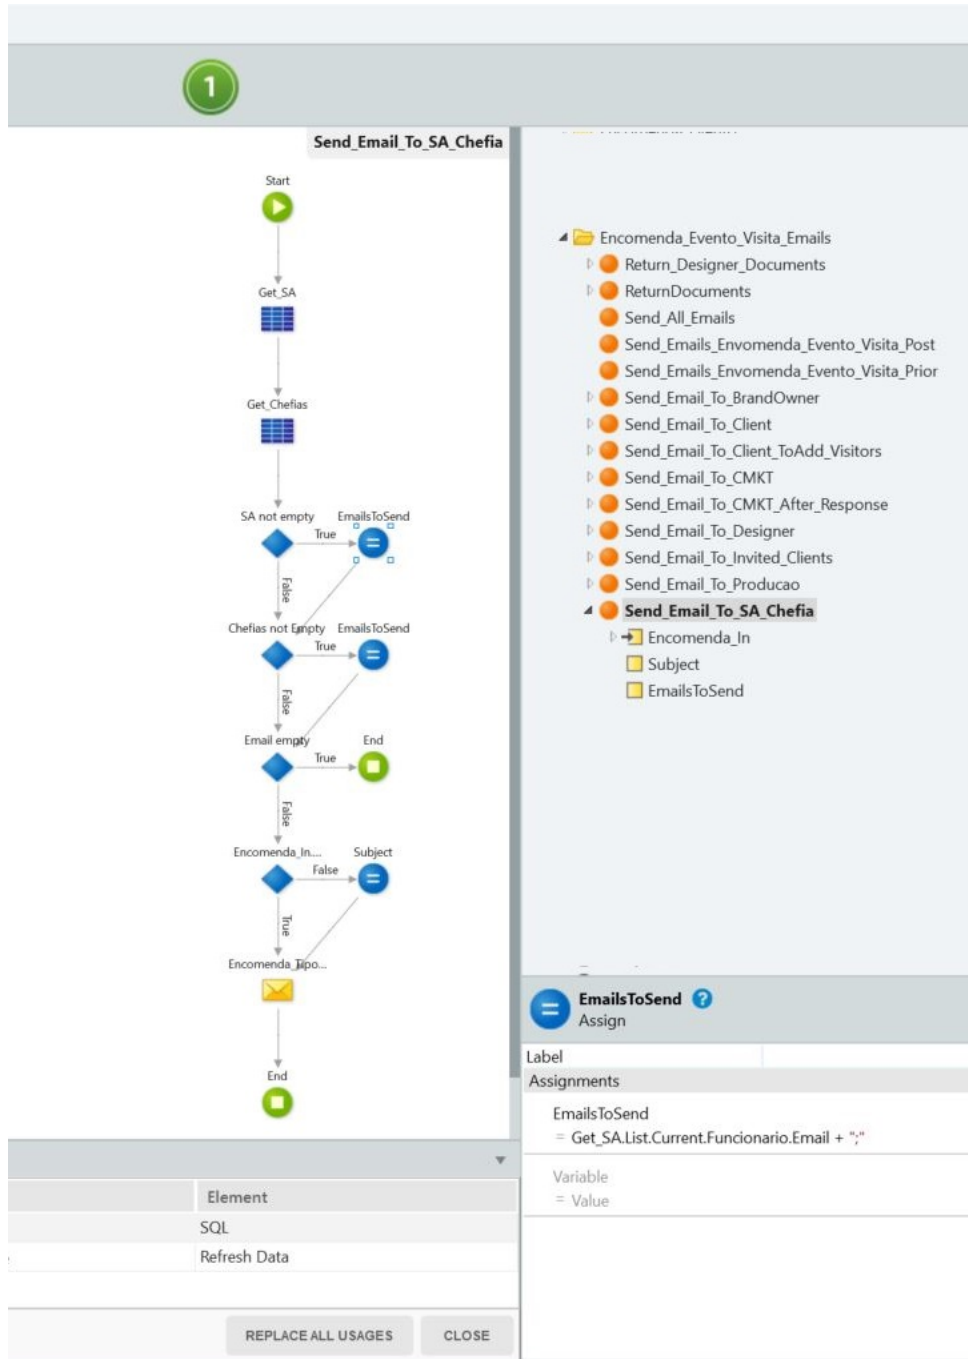 1
Send_Email_To_SA_Chefia
Start
Get_SA
Get_Chefias
SA not empty
EmailsToSend
True
False
Chefias not Empty
EmailsToSend
True
False
Email empty
End
True
False
Encomenda_In....
Subject
False
True
Encomenda_Tipo...
End
Encomenda_Evento_Visita_Emails
Return_Designer_Documents
ReturnDocuments
Send_All_Emails
Send_Emails_Envomenda_Evento_Visita_Post
Send_Emails_Envomenda_Evento_Visita_Prior
Send_Email_To_BrandOwner
Send_Email_To_Client
Send_Email_To_Client_ToAdd_Visitors
Send_Email_To_CMKT
Send_Email_To_CMKT_After_Response
Send_Email_To_Designer
Send_Email_To_Invited_Clients
Send_Email_To_Producao
Send_Email_To_SA_Chefia
Encomenda_In
Subject
EmailsToSend
EmailsToSend ?
Assign
Label
Assignments
EmailsToSend
= Get_SA.List.Current.Funcionario.Email + ";"
Variable
= Value
Element
SQL
Refresh Data
REPLACE ALL USAGES CLOSE